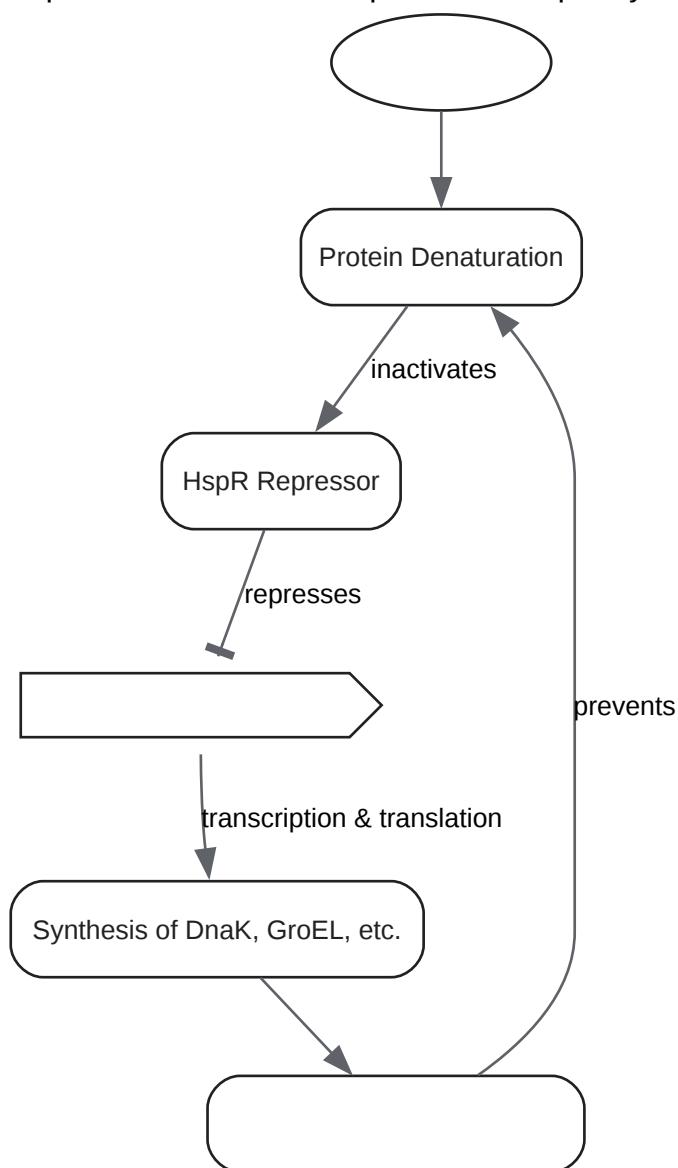 Protein Denaturation
inactivates
HspR Repressor
represses
prevents
transcription & translation
Synthesis of DnaK, GroEL, etc.